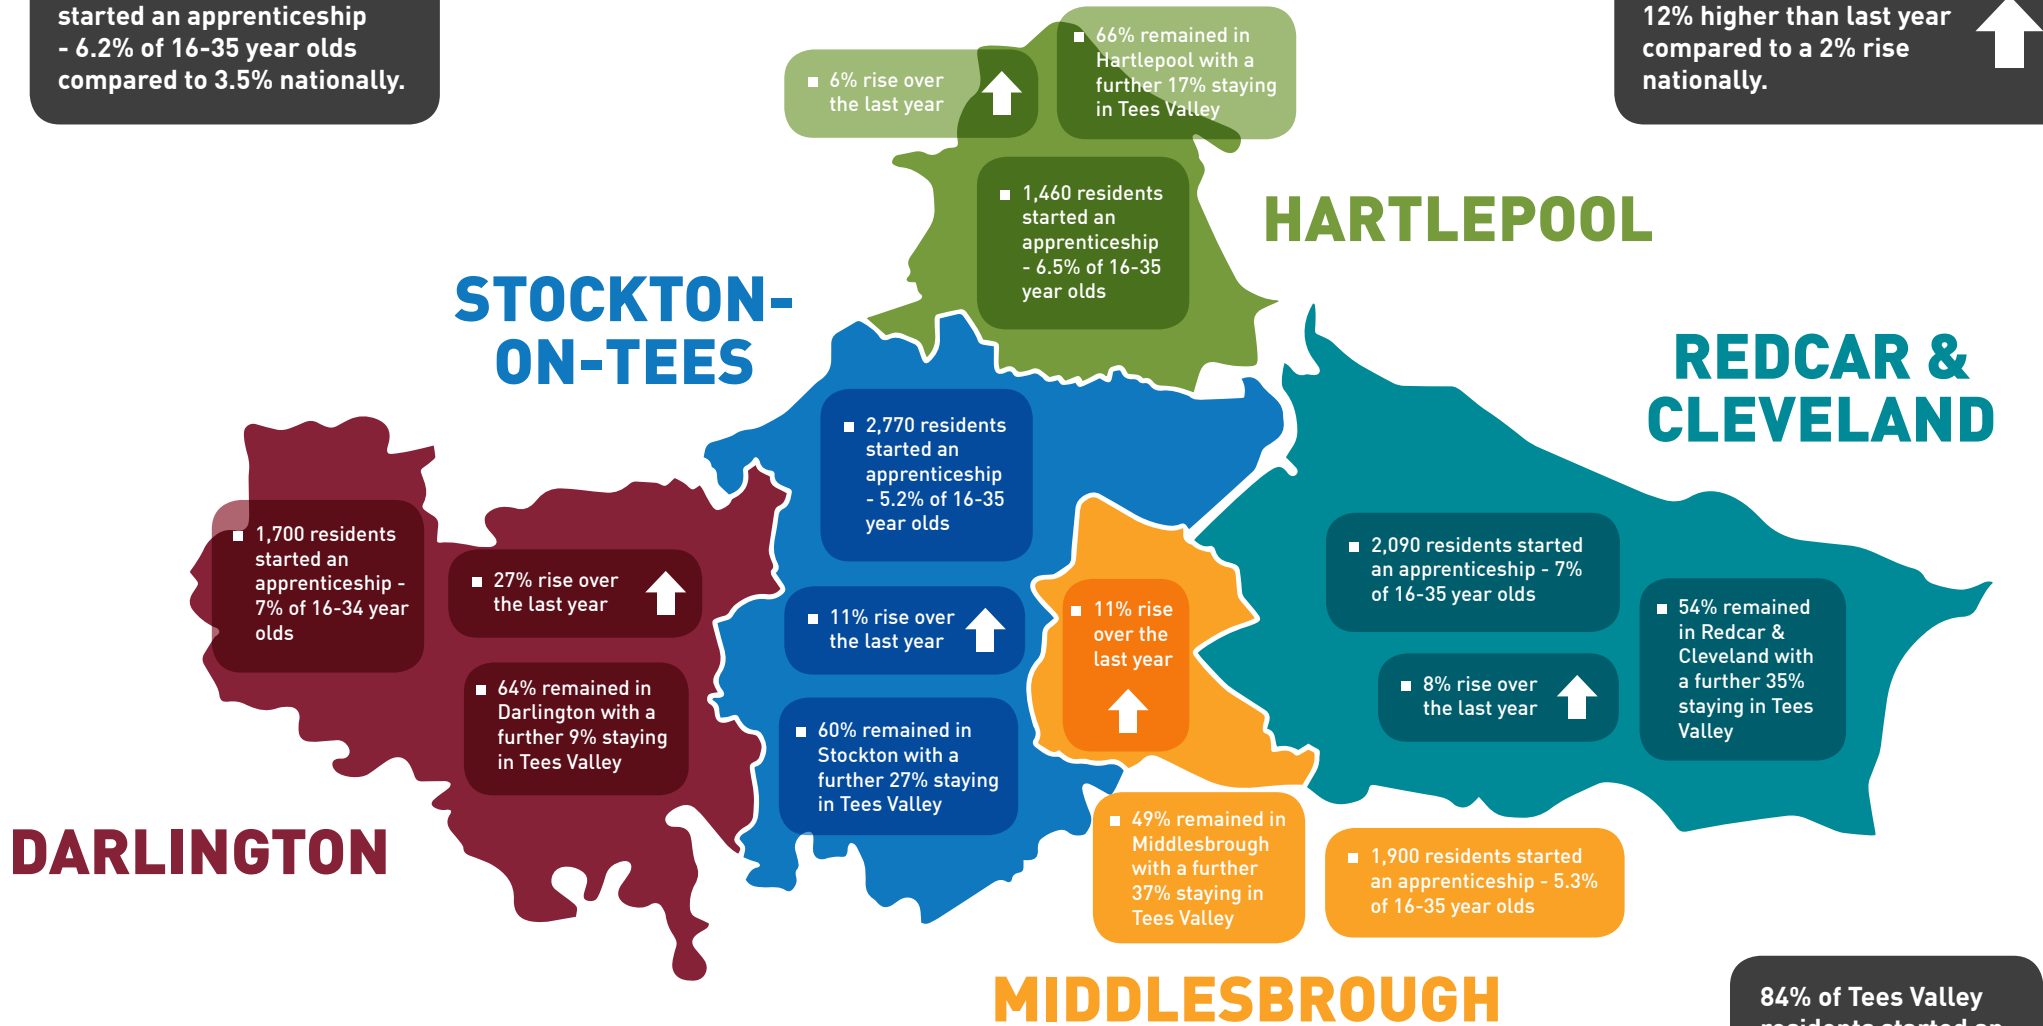 started an apprenticeship
- 6.2% of 16-35 year olds
compared to 3.5% nationally.
12% higher than last year
compared to a 2% rise
nationally.
▪ 6% rise over
the last year
▪ 66% remained in
Hartlepool with a
further 17% staying
in Tees Valley
▪ 1,460 residents
started an
apprenticeship
- 6.5% of 16-35
year olds
HARTLEPOOL
STOCKTON-
ON-TEES
▪ 2,770 residents
started an
apprenticeship
- 5.2% of 16-35
year olds
▪ 11% rise over
the last year
▪ 60% remained in
Stockton with a
further 27% staying
in Tees Valley
REDCAR &
CLEVELAND
▪ 2,090 residents started
an apprenticeship - 7%
of 16-35 year olds
▪ 8% rise over
the last year
▪ 54% remained
in Redcar &
Cleveland with
a further 35%
staying in Tees
Valley
▪ 1,700 residents
started an
apprenticeship -
7% of 16-34 year
olds
▪ 27% rise over
the last year
▪ 64% remained in
Darlington with a
further 9% staying
in Tees Valley
DARLINGTON
▪ 11% rise
over the
last year
▪ 49% remained in
Middlesbrough
with a further
37% staying in
Tees Valley
▪ 1,900 residents started
an apprenticeship - 5.3%
of 16-35 year olds
MIDDLESBROUGH
84% of Tees Valley
residents started an